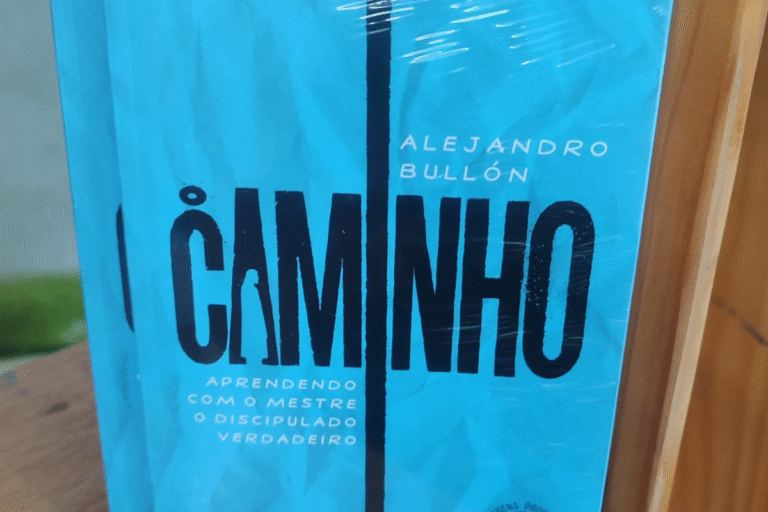 ALEJANDRO
BULLÓN
O CAMINHO
APRENDENDO
COM O MESTRE
O DISCIPULADO
VERDADEIRO